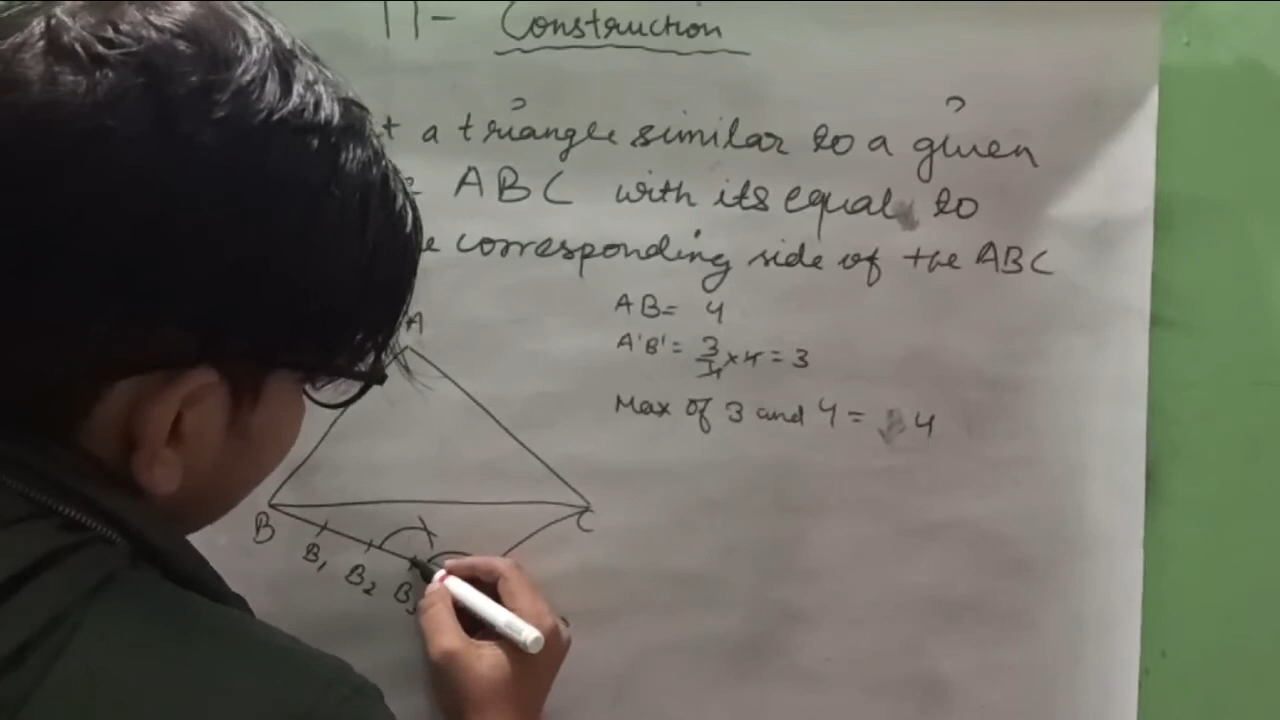 11- Construction
a triangle similar to a given
ABC with its equal to
corresponding side of the ABC
AB= 4
A'B' = 3/4 × 4 = 3
Max of 3 and 4 = 4
A
B
C
B1
B2
B3